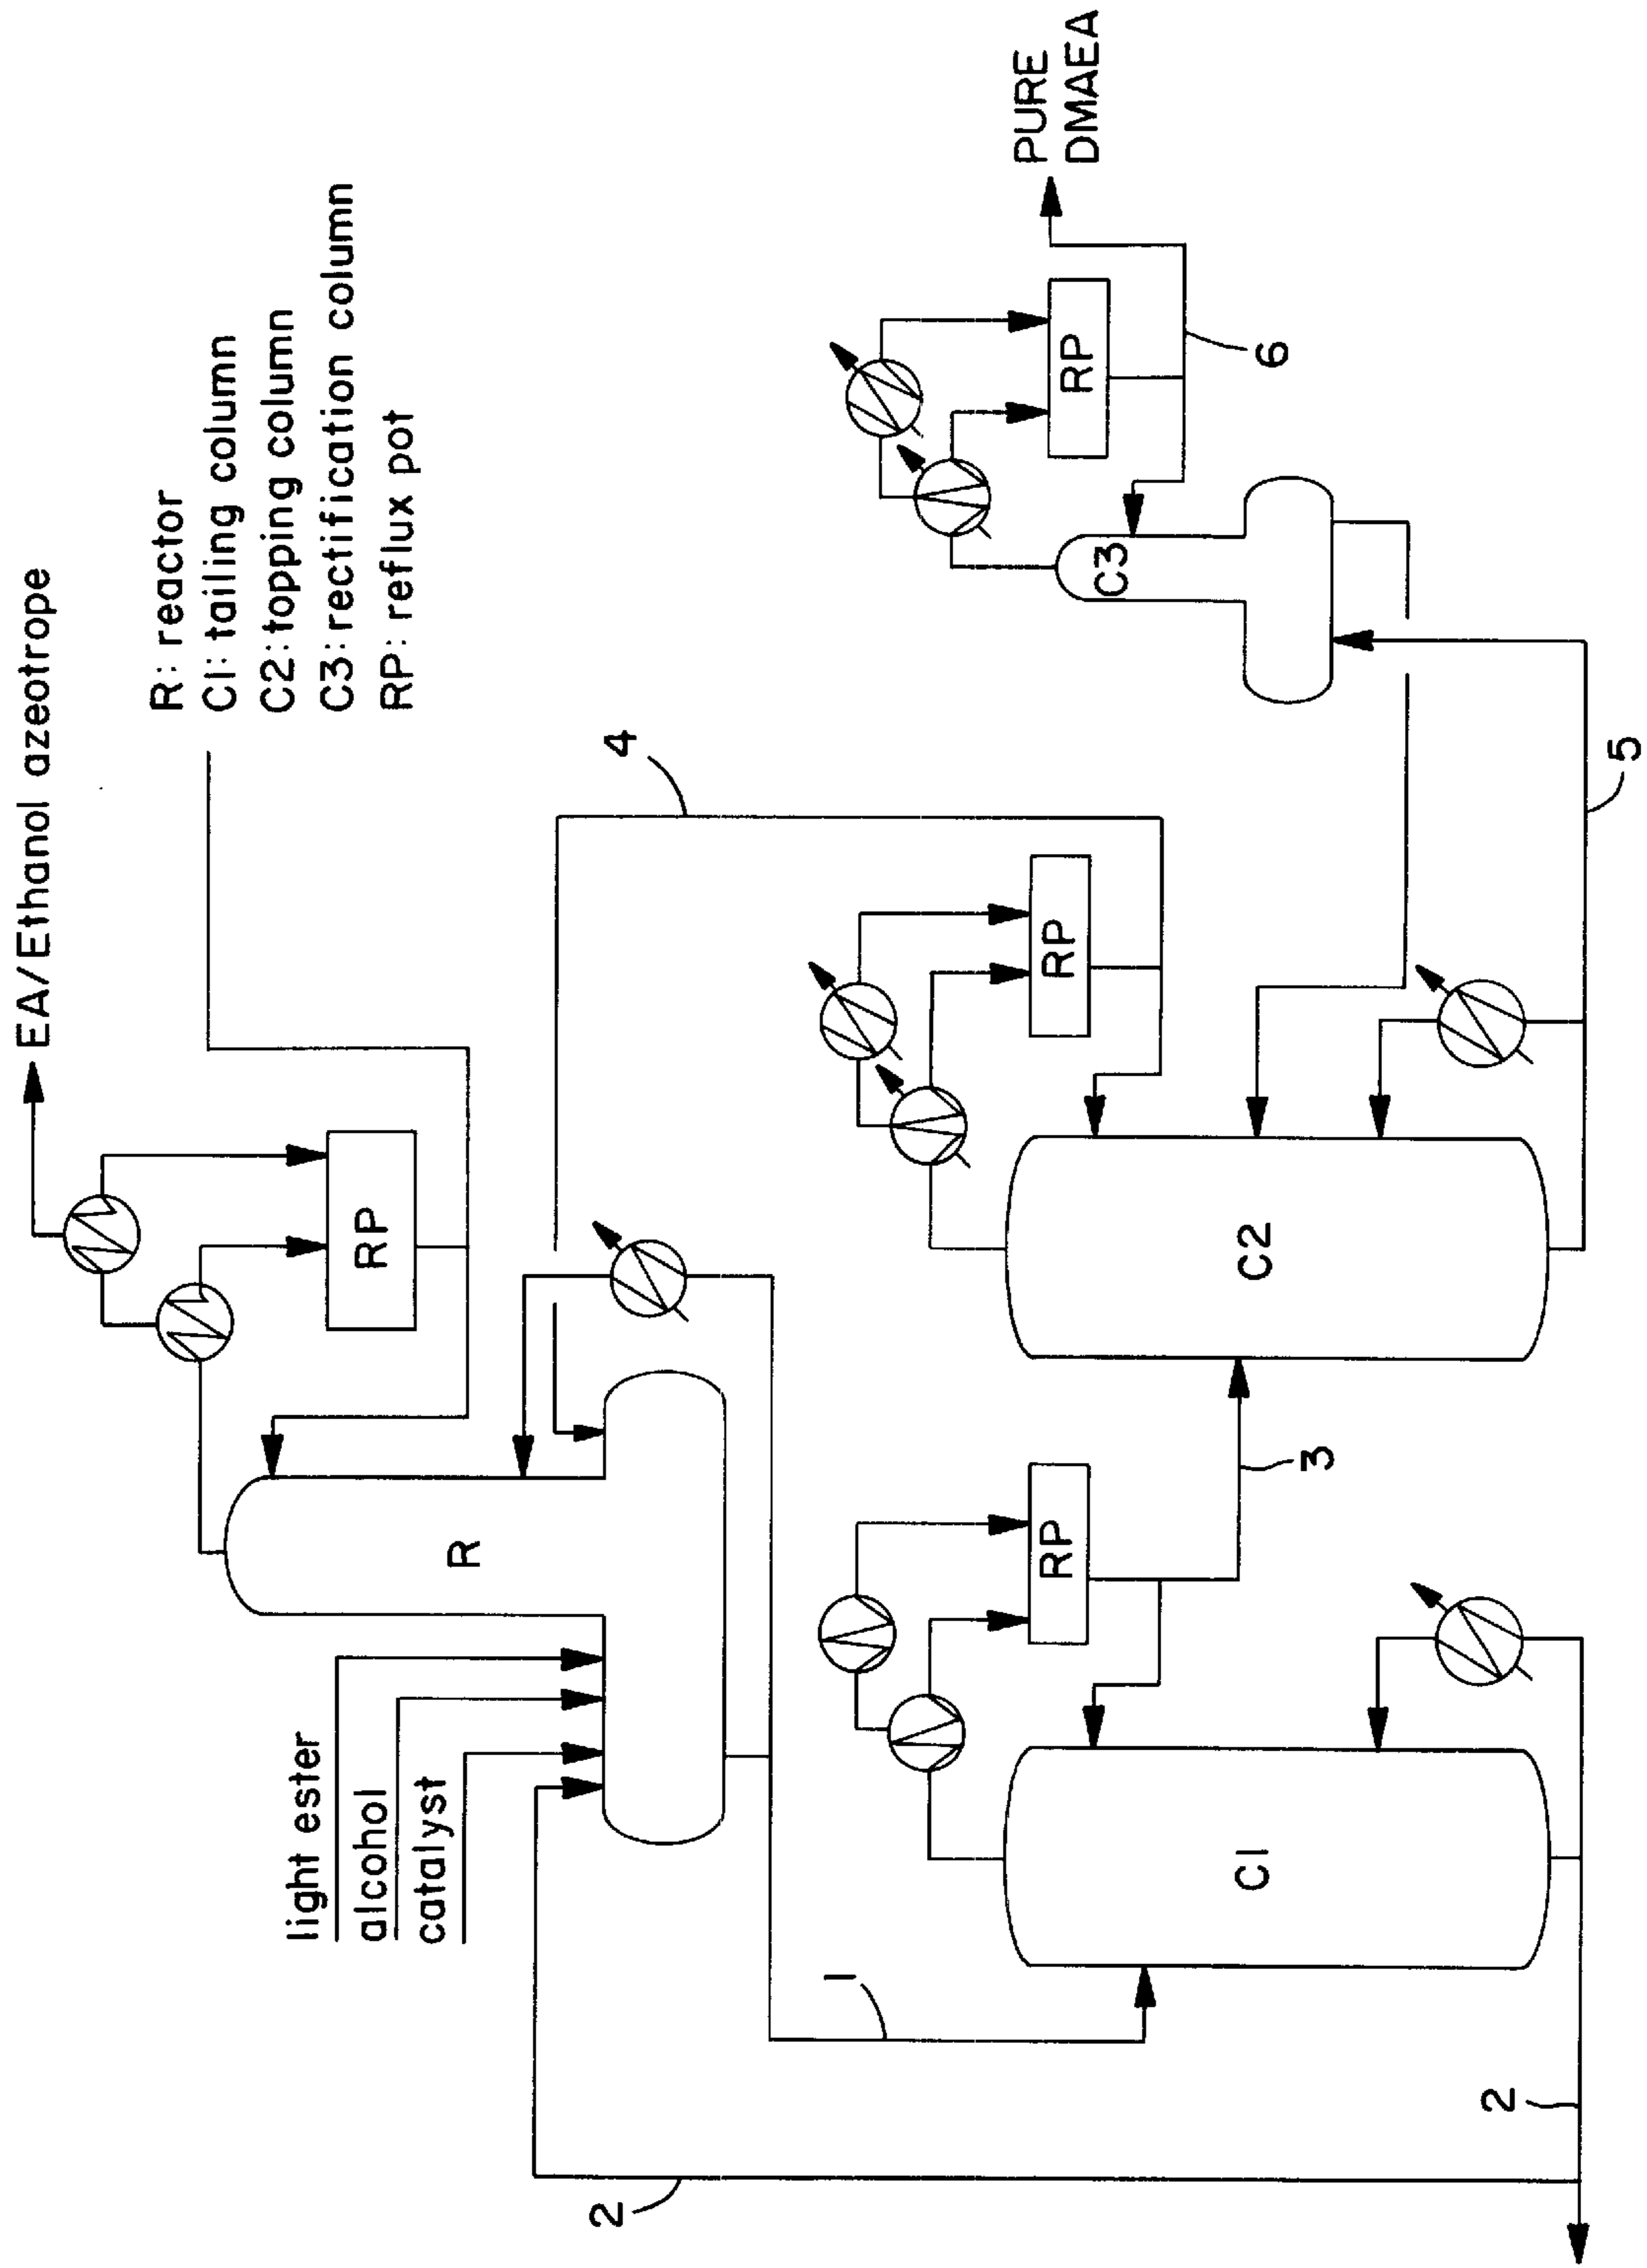 EA/Ethanol azeotrope
R: reactor
C1: tailing column
C2: topping column
C3: rectification column
RP: reflux pot
light ester
alcohol
catalyst
RP
R
4
1
2
RP
C1
3
RP
C2
2
RP
C3
PURE
DMAEA
6
5